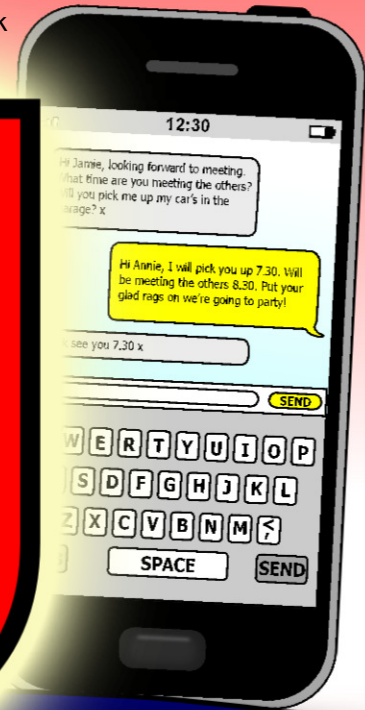 k
12:30
Hi Jamie, looking forward to meeting.
What time are you meeting the others?
you pick me up my car's in the
x
Hi Annie, I will pick you up 7.30. Will
be meeting the others 8.30. Put your
glad rags on we're going to party!
see you 7.30 x
SEND
W E R T Y U I O P
S D F G H J K L
Z X C V B N M
SPACE SEND